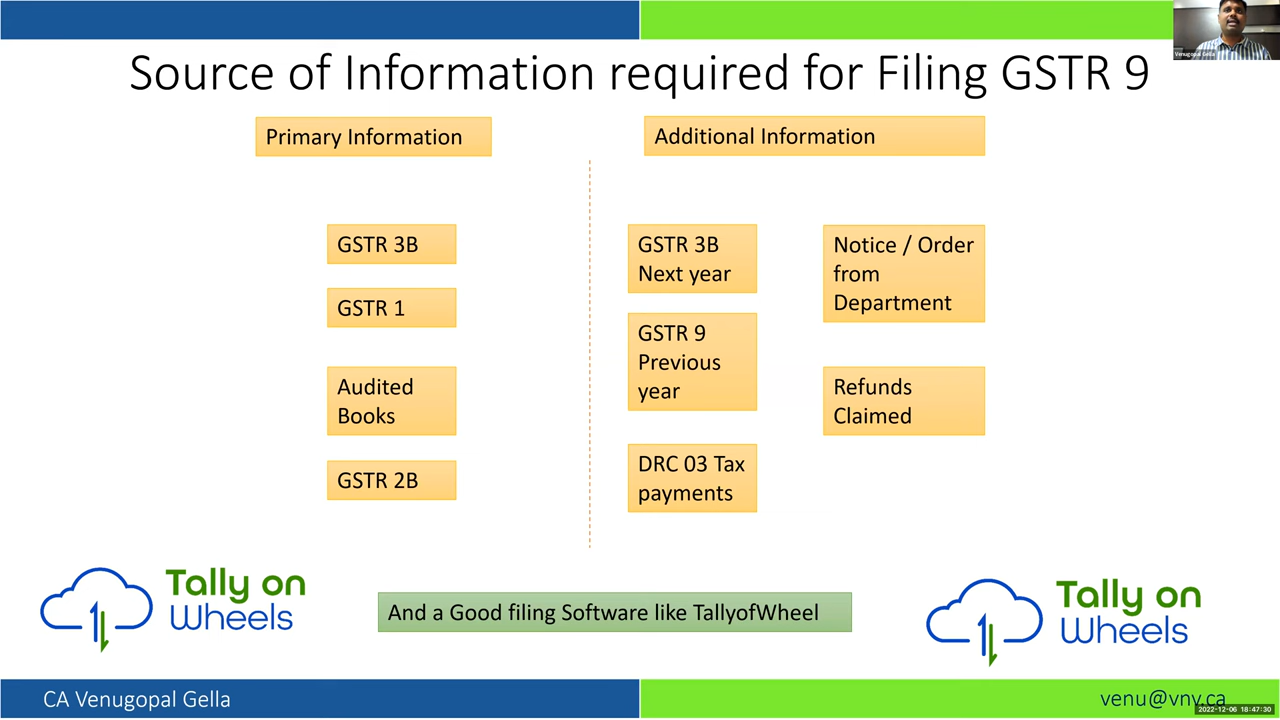 Venugopal Gella
Source of Information required for Filing GSTR 9
Primary Information
GSTR 3B
GSTR 1
Audited
Books
GSTR 2B
Additional Information
GSTR 3B
Next year
GSTR 9
Previous
year
DRC 03 Tax
payments
Notice / Order
from
Department
Refunds
Claimed
Tally on
Wheels
And a Good filing Software like TallyofWheel
Tally on
Wheels
CA Venugopal Gella
venu@vnv.ca
2022-12-06 18:47:30